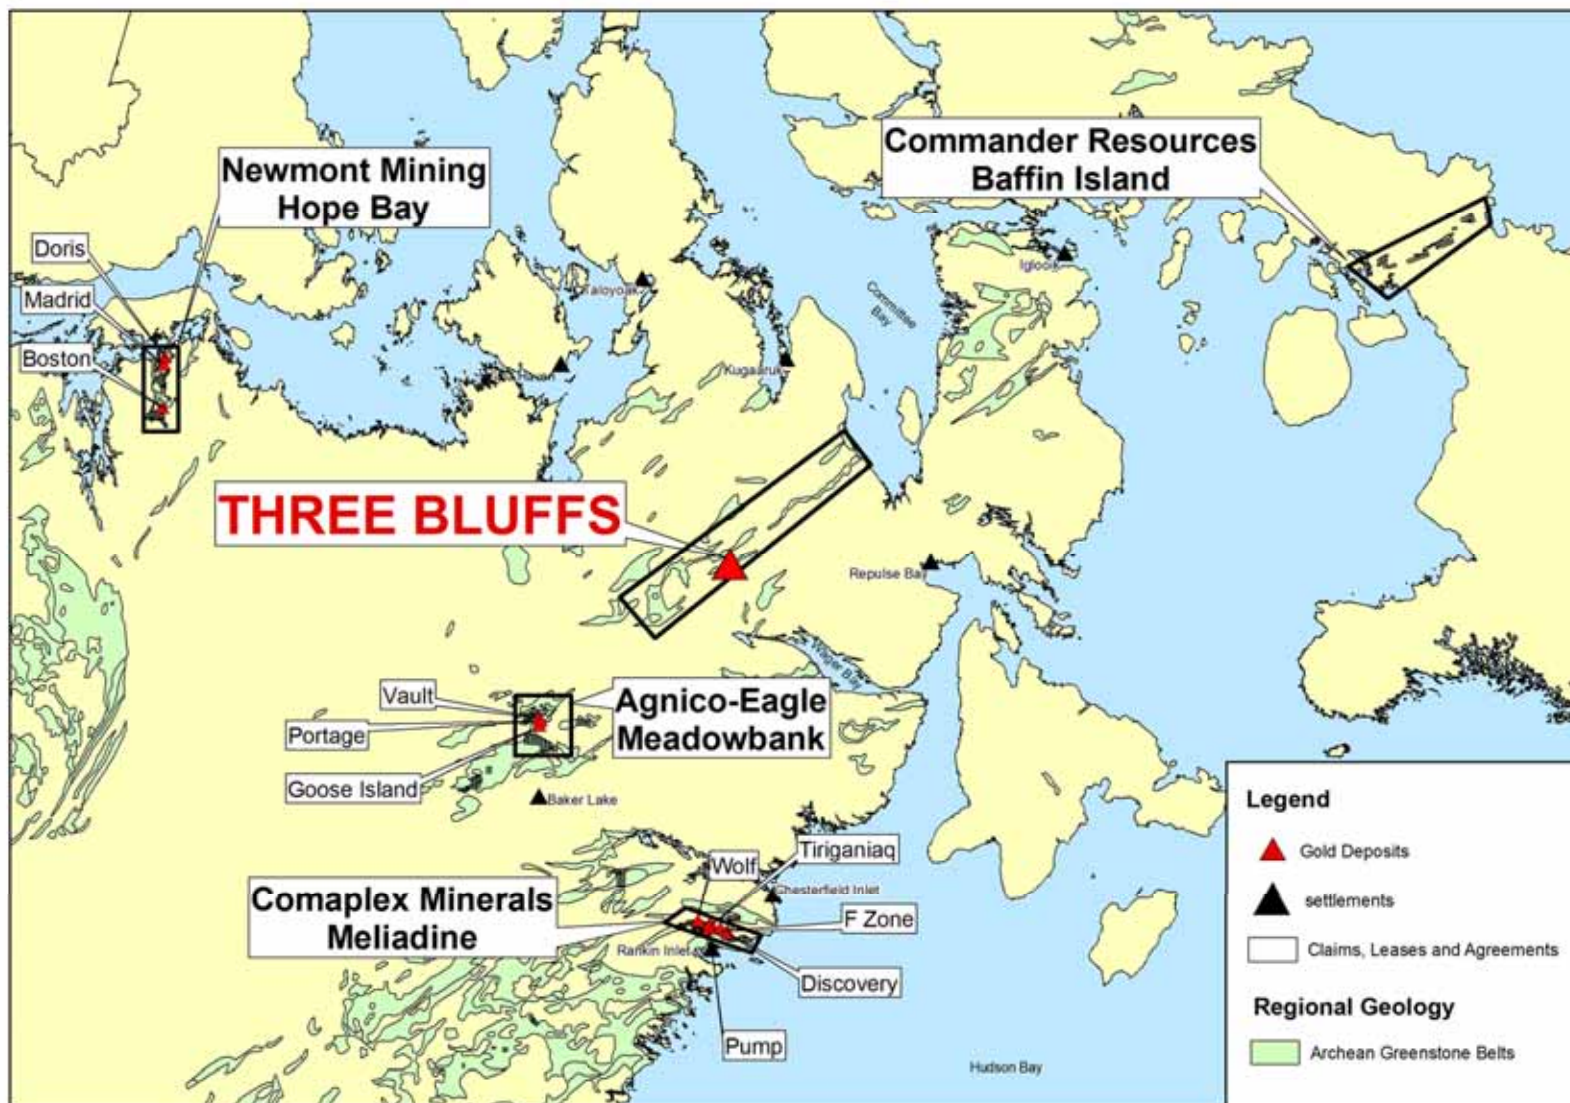 Commander Resources
Baffin Island
Newmont Mining
Hope Bay
Doris
Madrid
Boston
Taloyoak
Igloolik
Committee
Bay
Kugaaruk
THREE BLUFFS
Repulse Bay
Wager Bay
Vault
Portage
Goose Island
Agnico-Eagle
Meadowbank
Baker Lake
Wolf
Tiriganiaq
Chesterfield Inlet
Comaplex Minerals
Meliadine
F Zone
Rankin Inlet
Discovery
Pump
Hudson Bay
Legend
Gold Deposits
settlements
Claims, Leases and Agreements
Regional Geology
Archean Greenstone Belts